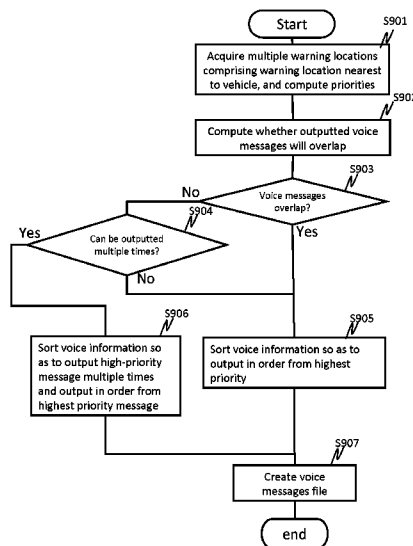 Start
S901
Acquire multiple warning locations
comprising warning location nearest
to vehicle, and compute priorities
S902
Compute whether outputted voice
messages will overlap
S903
Voice messages
overlap?
No
Yes
S904
Can be outputted
multiple times?
Yes
No
S906
Sort voice information so
as to output high-priority
message multiple times
and output in order from
highest priority message
S905
Sort voice information so as to
output in order from highest
priority
S907
Create voice
messages file
end